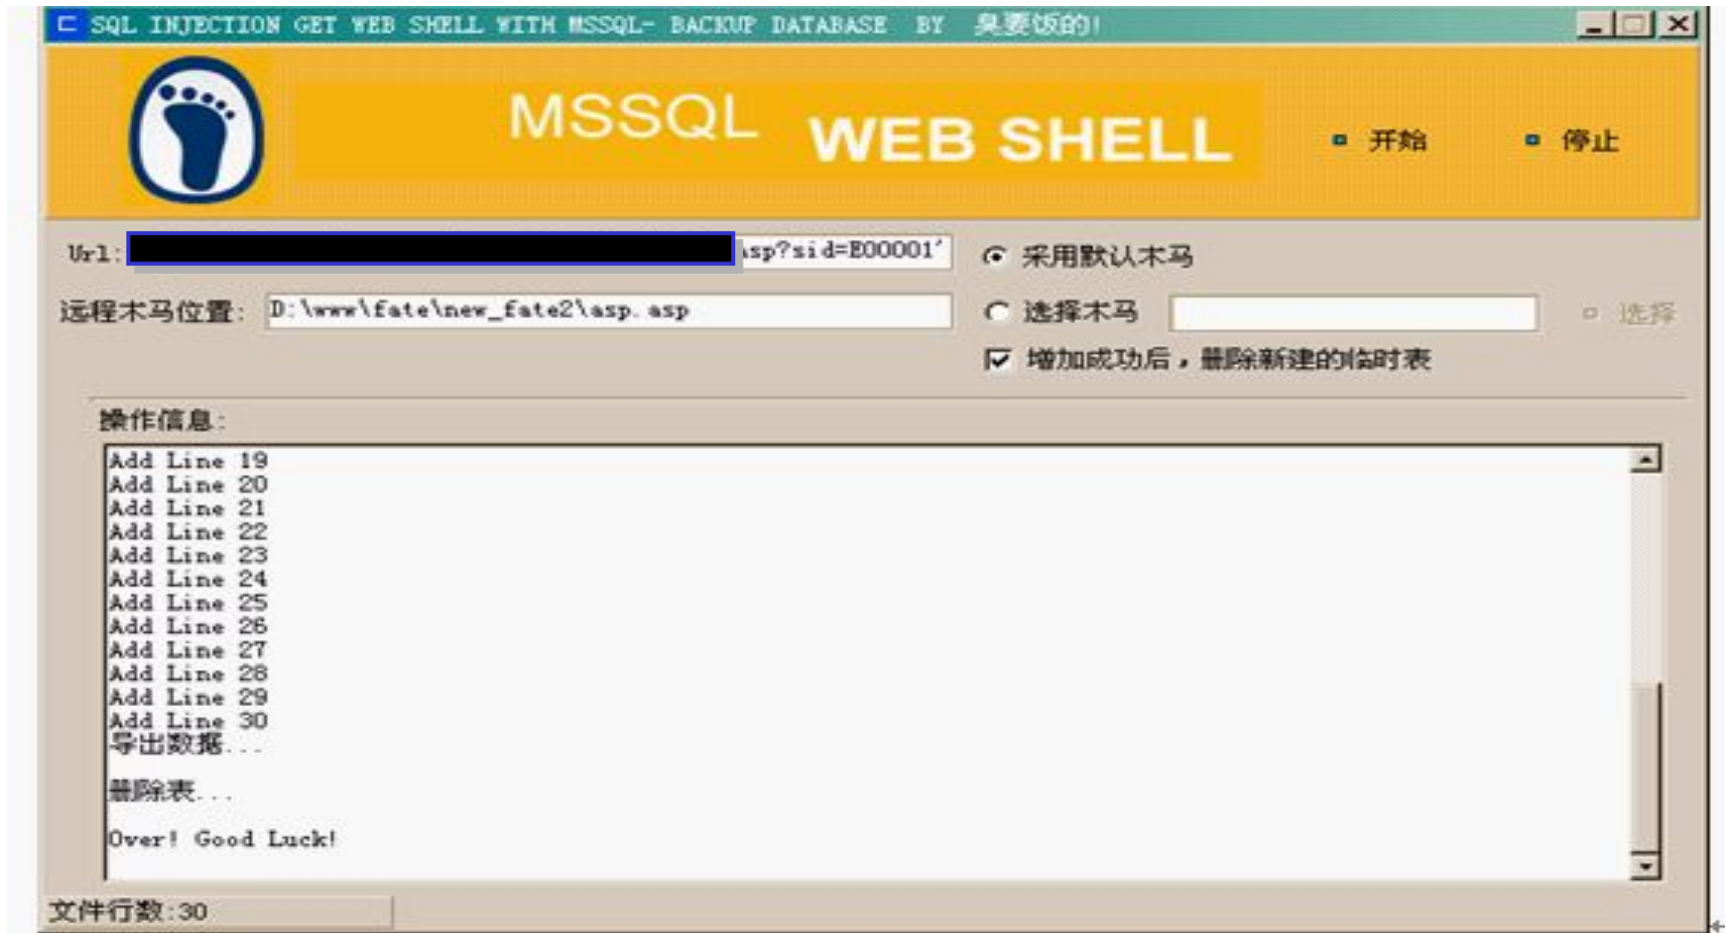 SQL INJECTION GET WEB SHELL WITH MSSQL- BACKUP DATABASE BY 臭要饭的!
MSSQL WEB SHELL
开始 停止
Url: sp?sid=E00001'
采用默认木马
远程木马位置: D:\www\fate\new_fate2\asp.asp
选择木马 选择
增加成功后，删除新建的临时表
操作信息:
Add Line 19
Add Line 20
Add Line 21
Add Line 22
Add Line 23
Add Line 24
Add Line 25
Add Line 26
Add Line 27
Add Line 28
Add Line 29
Add Line 30
导出数据...
删除表...
Over! Good Luck!
文件行数:30